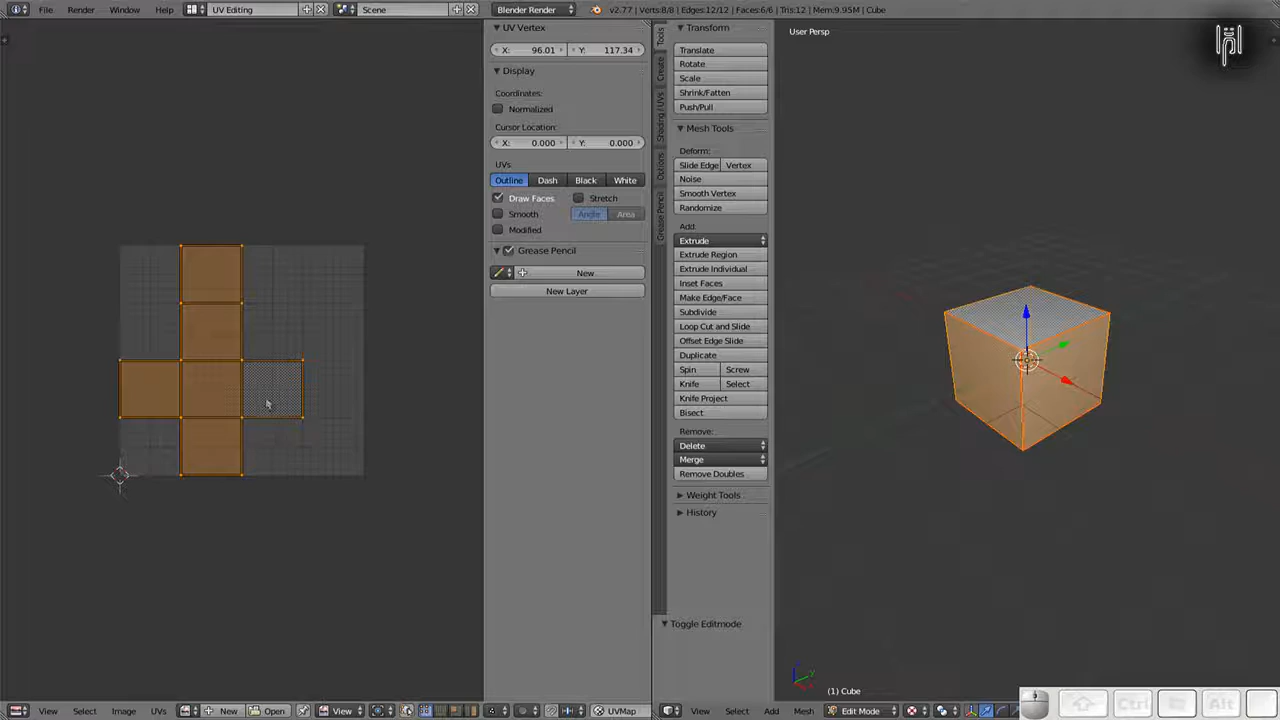 File Render Window Help UV Editing Scene Blender Render v2.77 | Verts:8/8 | Edges:12/12 | Faces:6/6 | Tris:12 | Mem:9.95M | Cube
UV Vertex
X: 96.01 Y: 117.34
Display
Coordinates:
Normalized
Cursor Location:
X: 0.000 Y: 0.000
UVs:
Outline Dash Black White
Draw Faces Stretch
Smooth Angle Area
Modified
Grease Pencil
New
New Layer
Tools
Create
Shading / UVs
Options
Grease Pencil
Transform
Translate
Rotate
Scale
Shrink/Fatten
Push/Pull
Mesh Tools
Deform:
Slide Edge Vertex
Noise
Smooth Vertex
Randomize
Add:
Extrude
Extrude Region
Extrude Individual
Inset Faces
Make Edge/Face
Subdivide
Loop Cut and Slide
Offset Edge Slide
Duplicate
Spin Screw
Knife Select
Knife Project
Bisect
Remove:
Delete
Merge
Remove Doubles
Weight Tools
History
Toggle Editmode
User Persp
(1) Cube
View Select Image UVs New Open View UVMap
View Select Add Mesh Edit Mode
Ctrl Alt